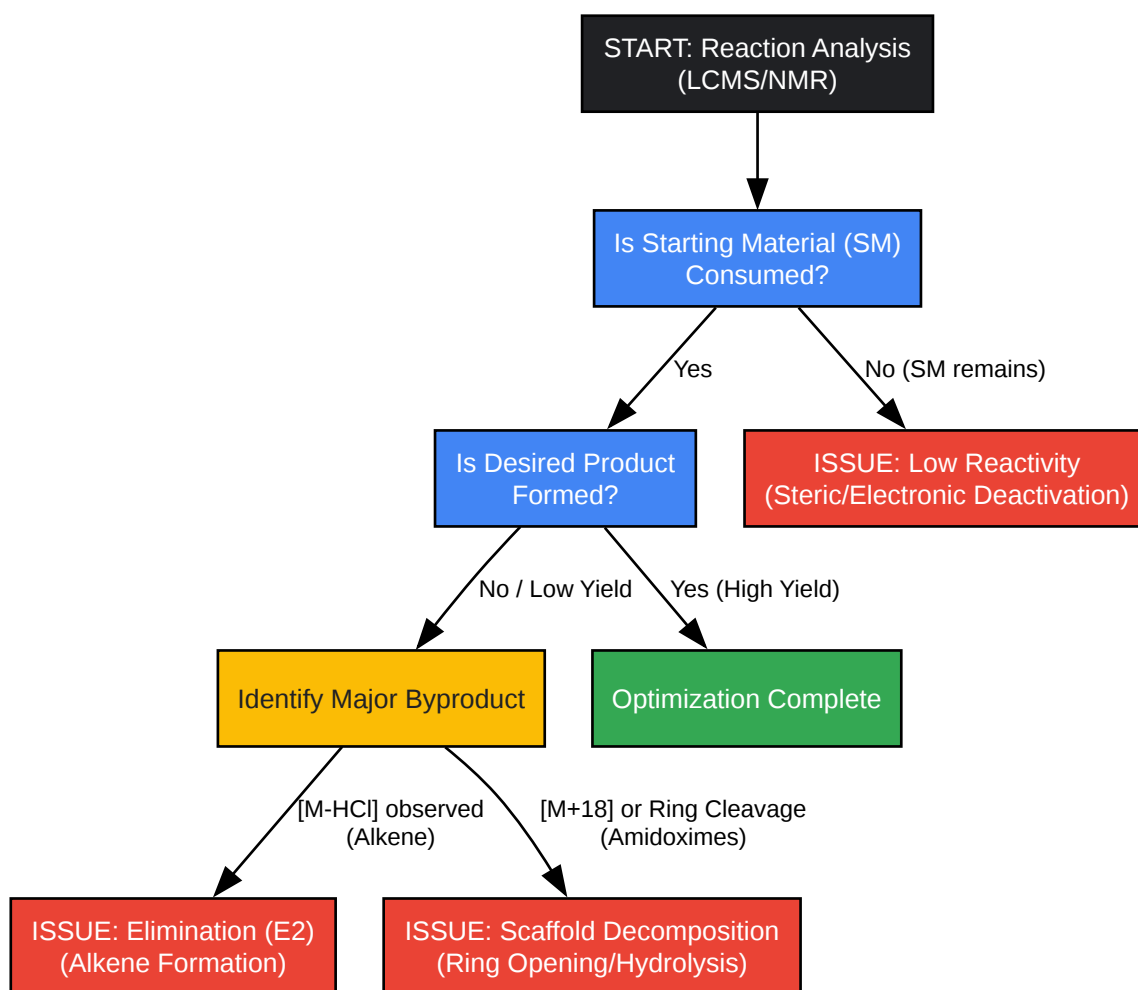 START: Reaction Analysis
(LCMS/NMR)
Is Starting Material (SM)
Consumed?
Yes
No (SM remains)
Is Desired Product
Formed?
ISSUE: Low Reactivity
(Steric/Electronic Deactivation)
No / Low Yield
Yes (High Yield)
Identify Major Byproduct
Optimization Complete
[M-HCl] observed
(Alkene)
[M+18] or Ring Cleavage
(Amidoximes)
ISSUE: Elimination (E2)
(Alkene Formation)
ISSUE: Scaffold Decomposition
(Ring Opening/Hydrolysis)